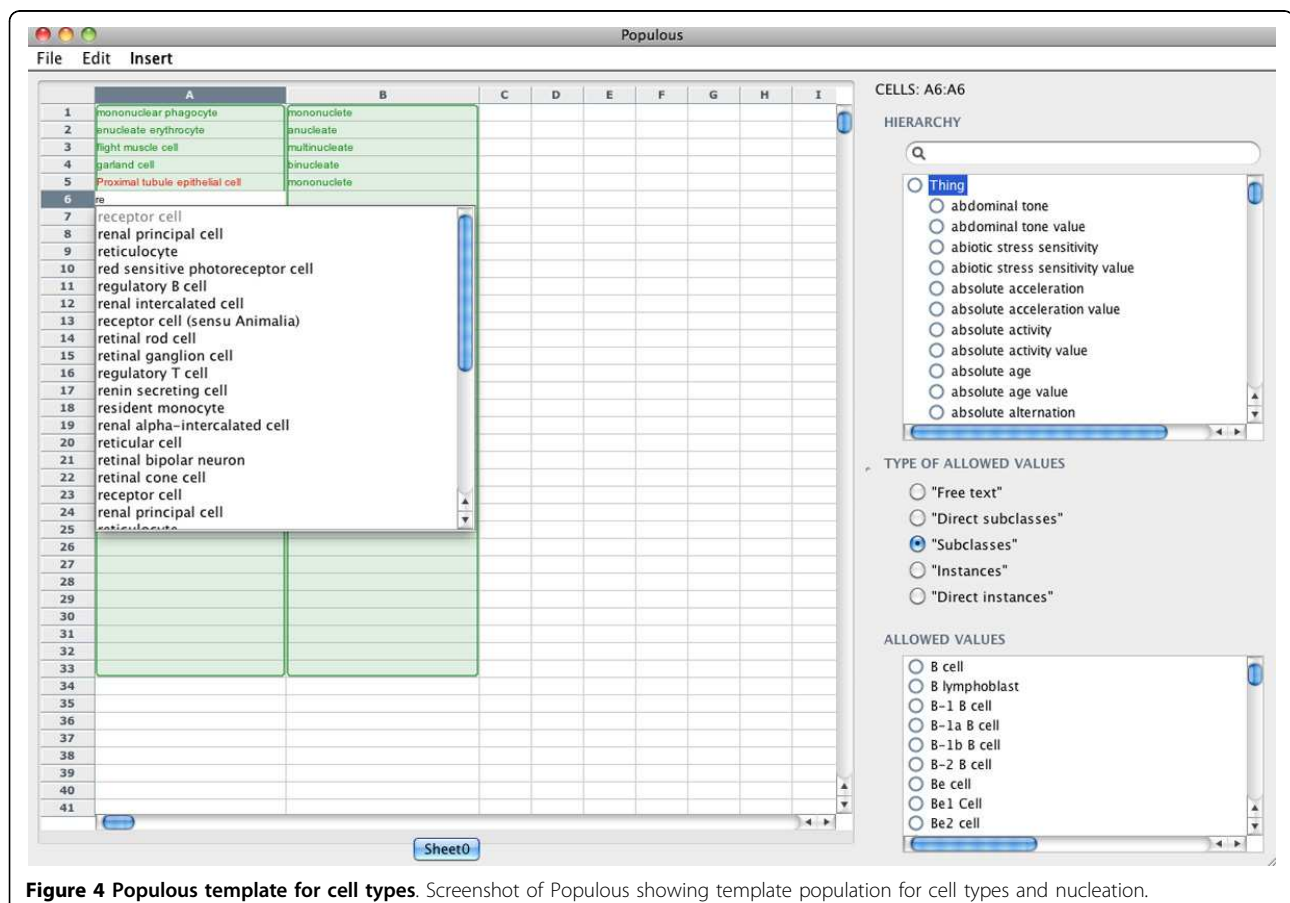 Populous
File Edit Insert
A B C D E F G H I
1 mononuclear phagocyte mononuclete
2 enucleate erythrocyte anucleate
3 flight muscle cell multinucleate
4 garland cell binucleate
5 Proximal tubule epithelial cell mononuclete
6 re
7 receptor cell
8 renal principal cell
9 reticulocyte
10 red sensitive photoreceptor cell
11 regulatory B cell
12 renal intercalated cell
13 receptor cell (sensu Animalia)
14 retinal rod cell
15 retinal ganglion cell
16 regulatory T cell
17 renin secreting cell
18 resident monocyte
19 renal alpha-intercalated cell
20 reticular cell
21 retinal bipolar neuron
22 retinal cone cell
23 receptor cell
24 renal principal cell
25 reticulocyte
26
27
28
29
30
31
32
33
34
35
36
37
38
39
40
41
Sheet0
CELLS: A6:A6
HIERARCHY
Thing
abdominal tone
abdominal tone value
abiotic stress sensitivity
abiotic stress sensitivity value
absolute acceleration
absolute acceleration value
absolute activity
absolute activity value
absolute age
absolute age value
absolute alternation
TYPE OF ALLOWED VALUES
"Free text"
"Direct subclasses"
"Subclasses"
"Instances"
"Direct instances"
ALLOWED VALUES
B cell
B lymphoblast
B-1 B cell
B-1a B cell
B-1b B cell
B-2 B cell
Be cell
Be1 Cell
Be2 cell
Figure 4 Populous template for cell types. Screenshot of Populous showing template population for cell types and nucleation.